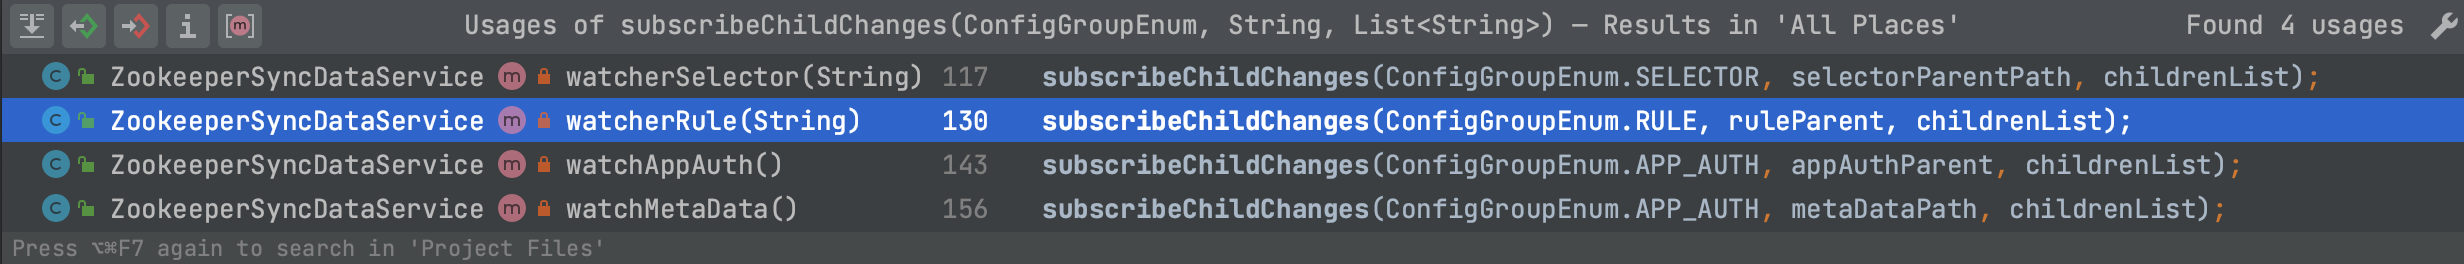 Usages of subscribeChildChanges(ConfigGroupEnum, String, List<String>) — Results in 'All Places' Found 4 usages
ZookeeperSyncDataService watcherSelector(String) 117 subscribeChildChanges(ConfigGroupEnum.SELECTOR, selectorParentPath, childrenList);
ZookeeperSyncDataService watcherRule(String) 130 subscribeChildChanges(ConfigGroupEnum.RULE, ruleParent, childrenList);
ZookeeperSyncDataService watchAppAuth() 143 subscribeChildChanges(ConfigGroupEnum.APP_AUTH, appAuthParent, childrenList);
ZookeeperSyncDataService watchMetaData() 156 subscribeChildChanges(ConfigGroupEnum.APP_AUTH, metaDataPath, childrenList);
Press ⌥⌘F7 again to search in 'Project Files'